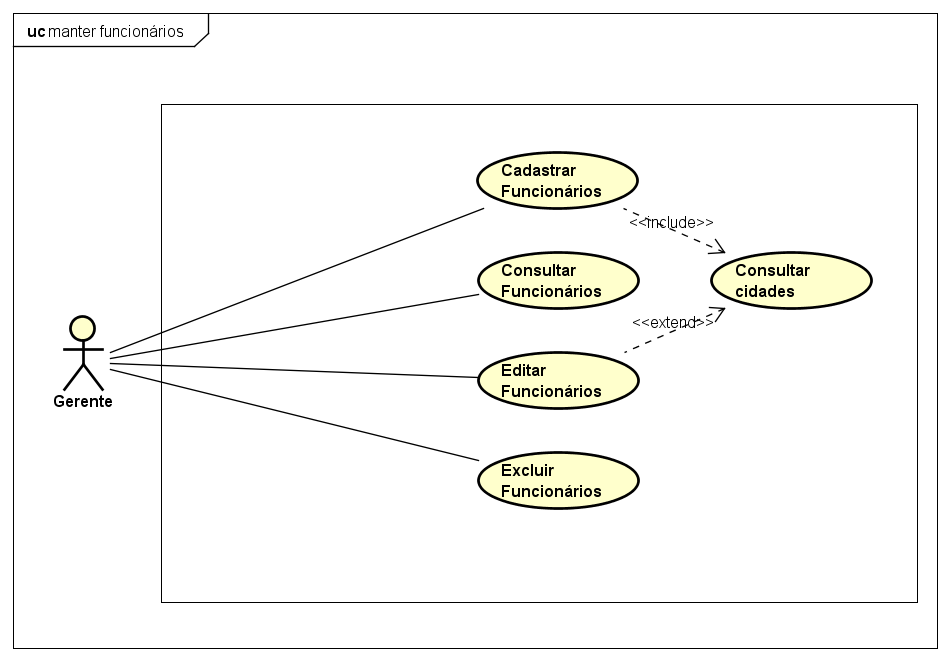 uc manter funcionários
Cadastrar
Funcionários
<<include>>
Consultar
Funcionários
Consultar
cidades
<<extend>>
Editar
Funcionários
Gerente
Excluir
Funcionários